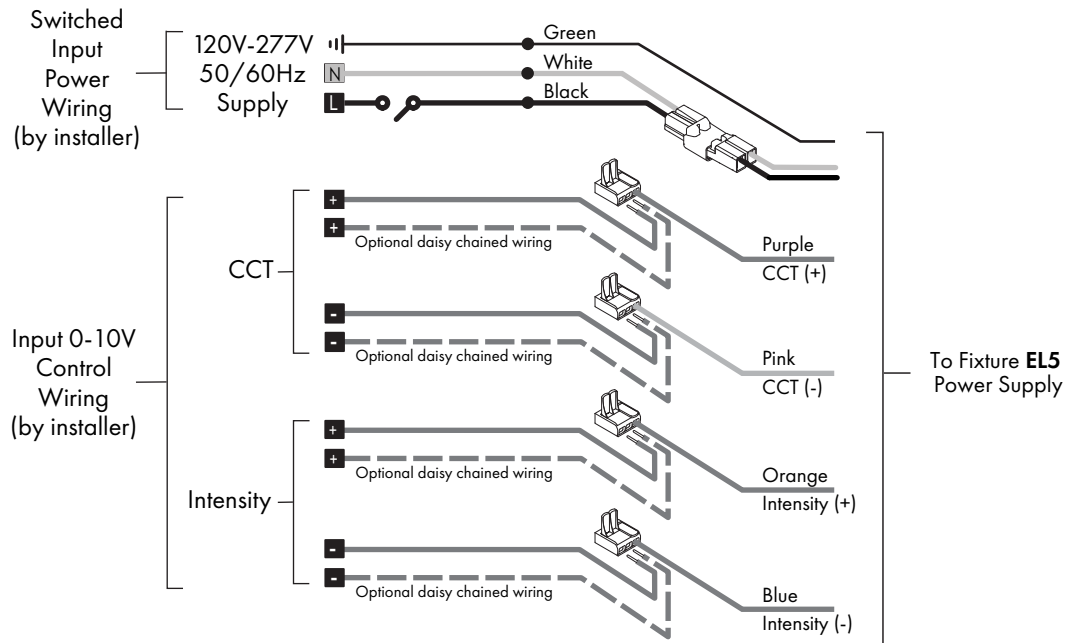 Switched
Input
Power
Wiring
(by installer)
120V-277V
50/60Hz
Supply
N
L
Green
White
Black
Input 0-10V
Control
Wiring
(by installer)
CCT
+
+
Optional daisy chained wiring
Purple
CCT (+)
-
-
Optional daisy chained wiring
Pink
CCT (-)
Intensity
+
+
Optional daisy chained wiring
Orange
Intensity (+)
-
-
Optional daisy chained wiring
Blue
Intensity (-)
To Fixture EL5
Power Supply